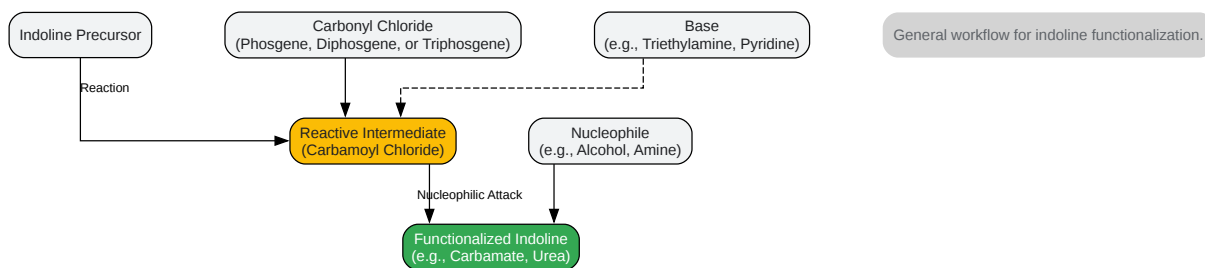 Indoline Precursor
Carbonyl Chloride
(Phosgene, Diphosgene, or Triphosgene)
Base
(e.g., Triethylamine, Pyridine)
General workflow for indoline functionalization.
Reaction
Reactive Intermediate
(Carbamoyl Chloride)
Nucleophile
(e.g., Alcohol, Amine)
Nucleophilic Attack
Functionalized Indoline
(e.g., Carbamate, Urea)